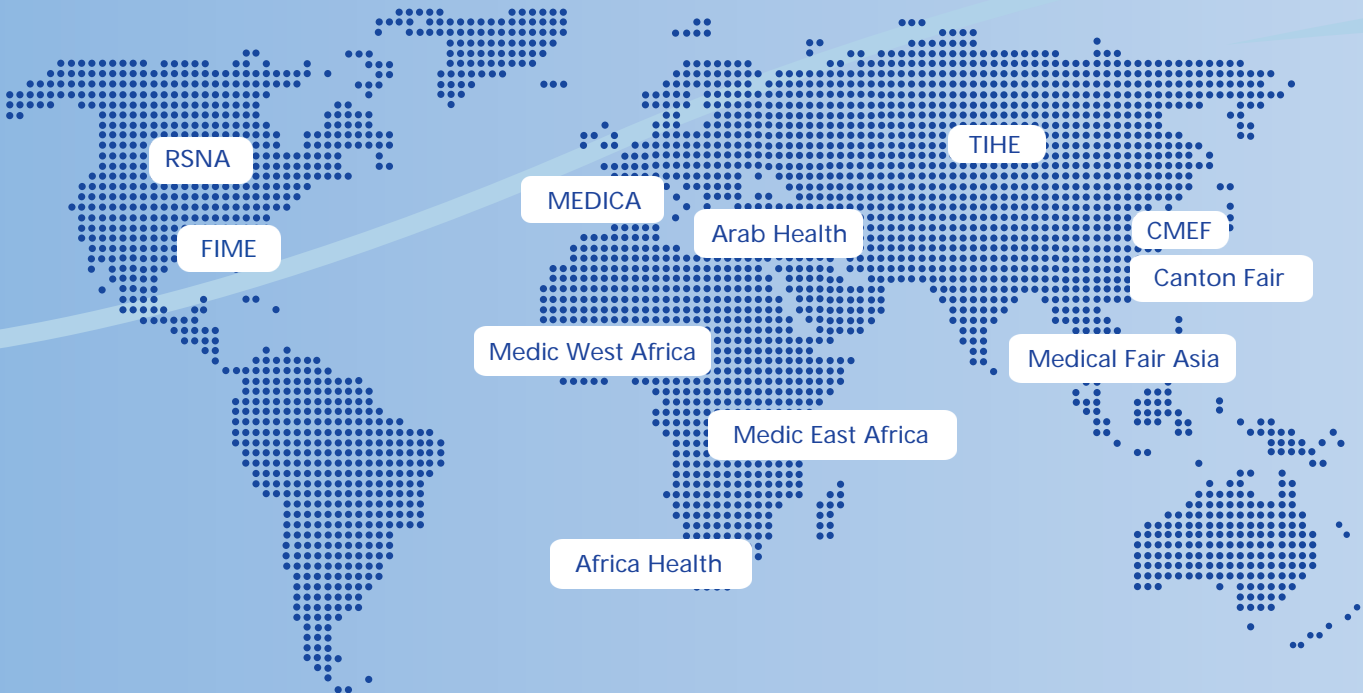 RSNA
TIHE
MEDICA
FIME
Arab Health
CMEF
Canton Fair
Medic West Africa
Medical Fair Asia
Medic East Africa
Africa Health